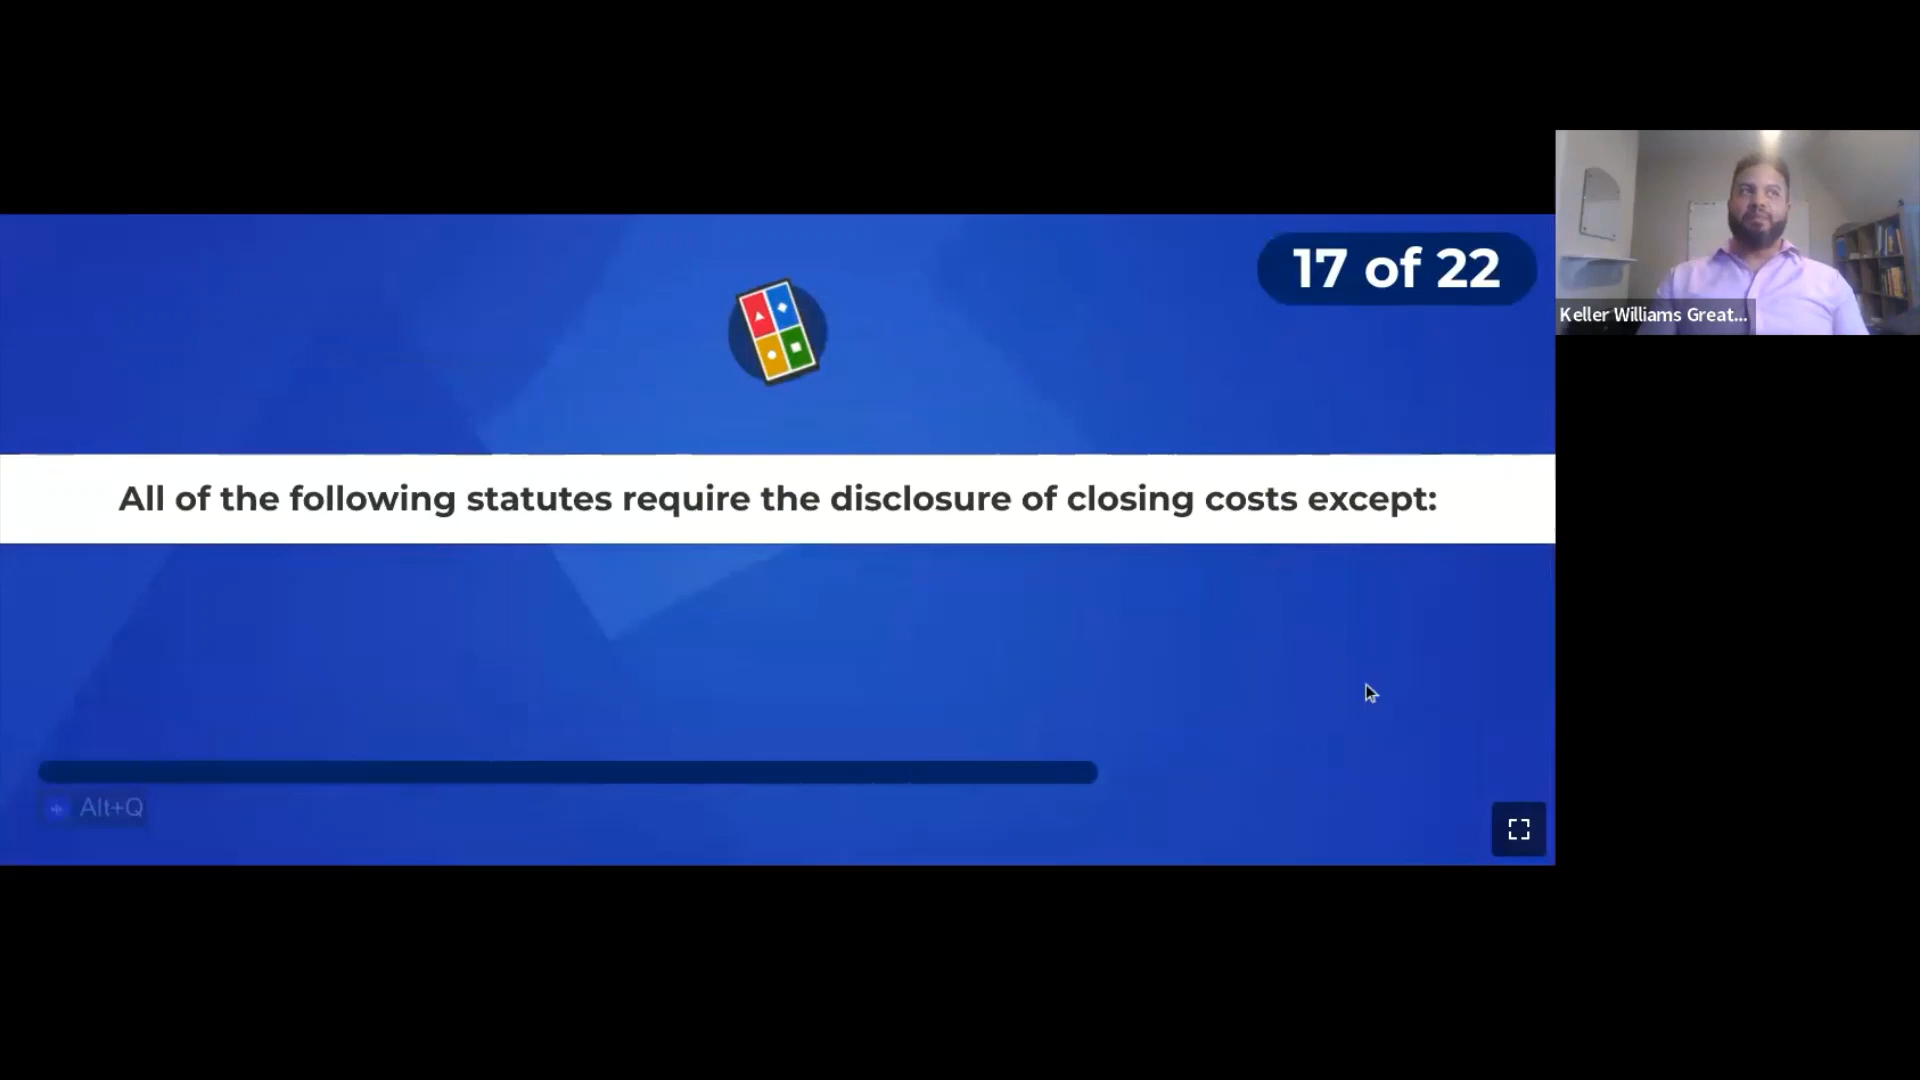 17 of 22
Keller Williams Great...
All of the following statutes require the disclosure of closing costs except:
Alt+Q